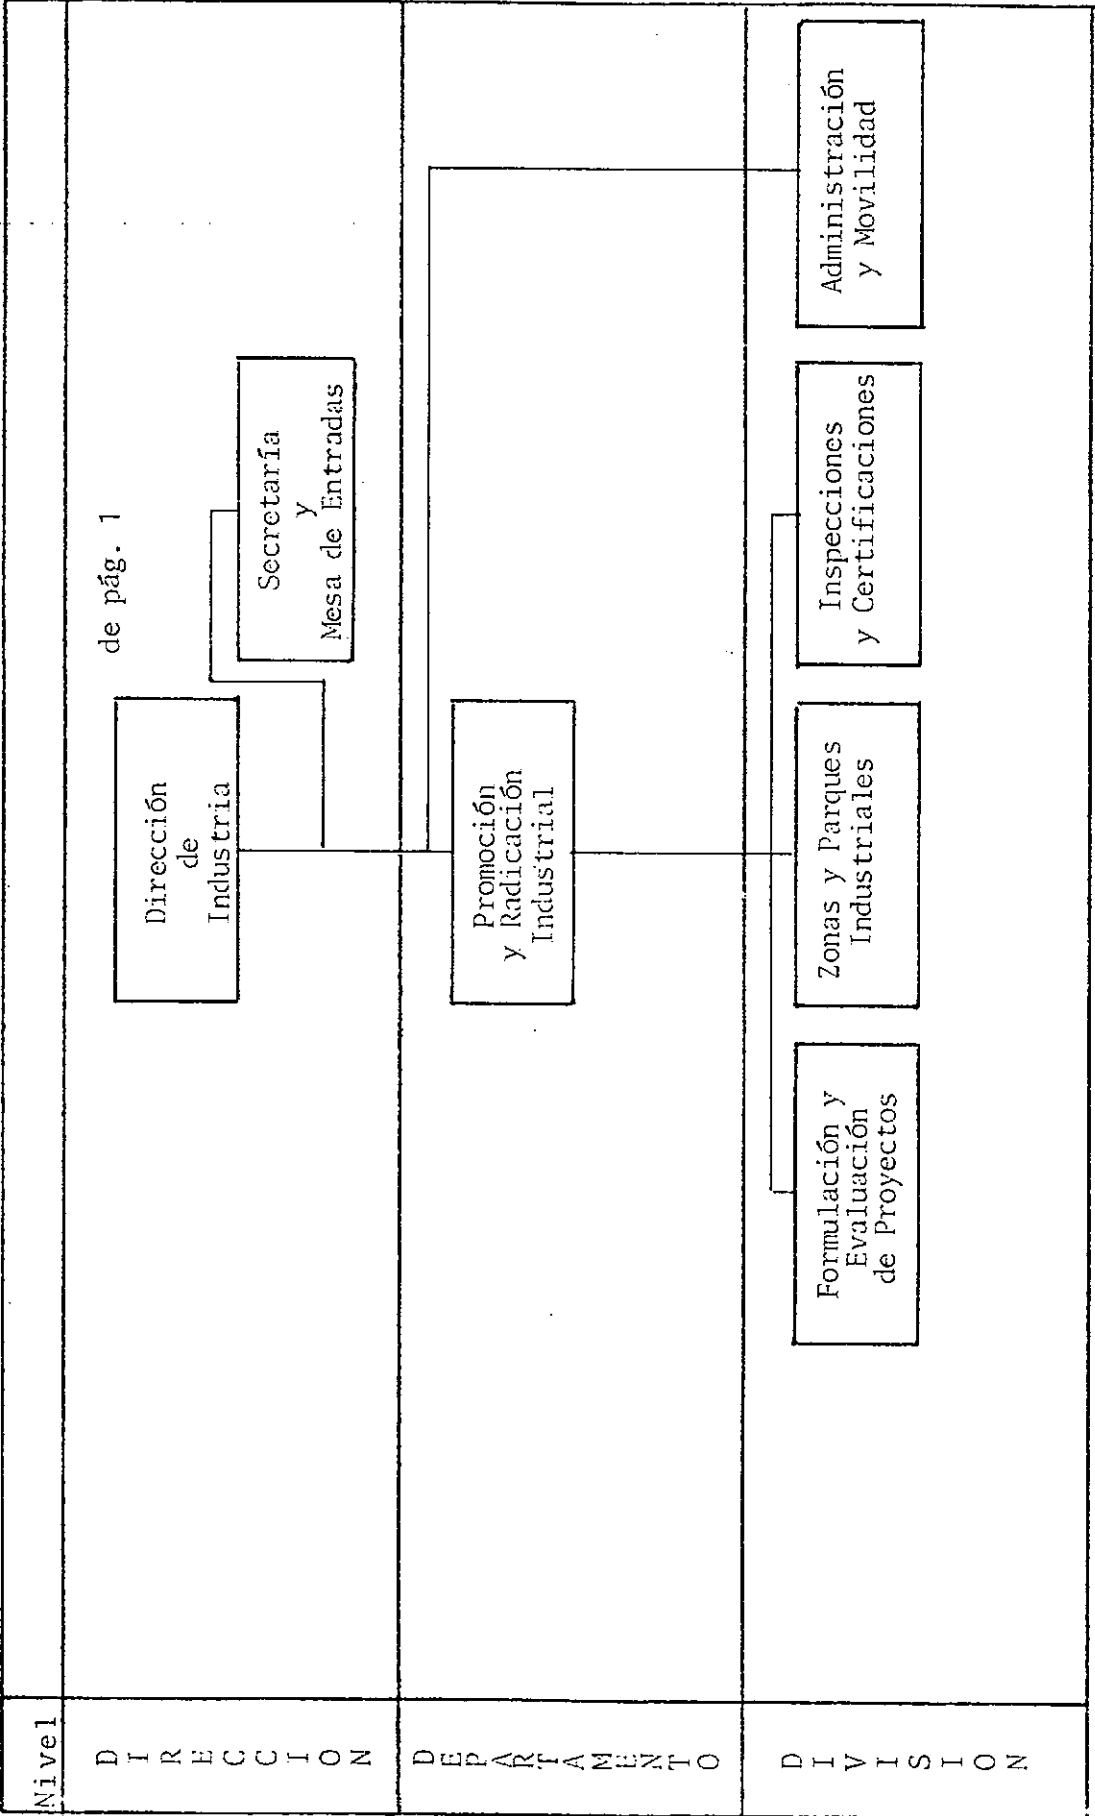 Nivel
DIRECCION
de pág. 1
Dirección
de
Industria
Secretaría
y
Mesa de Entradas
DEPARTAMENTO
Promoción
y Radicación
Industrial
DIVISION
Formulación y
Evaluación
de Proyectos
Zonas y Parques
Industriales
Inspecciones
y Certificaciones
Administración
y Movilidad